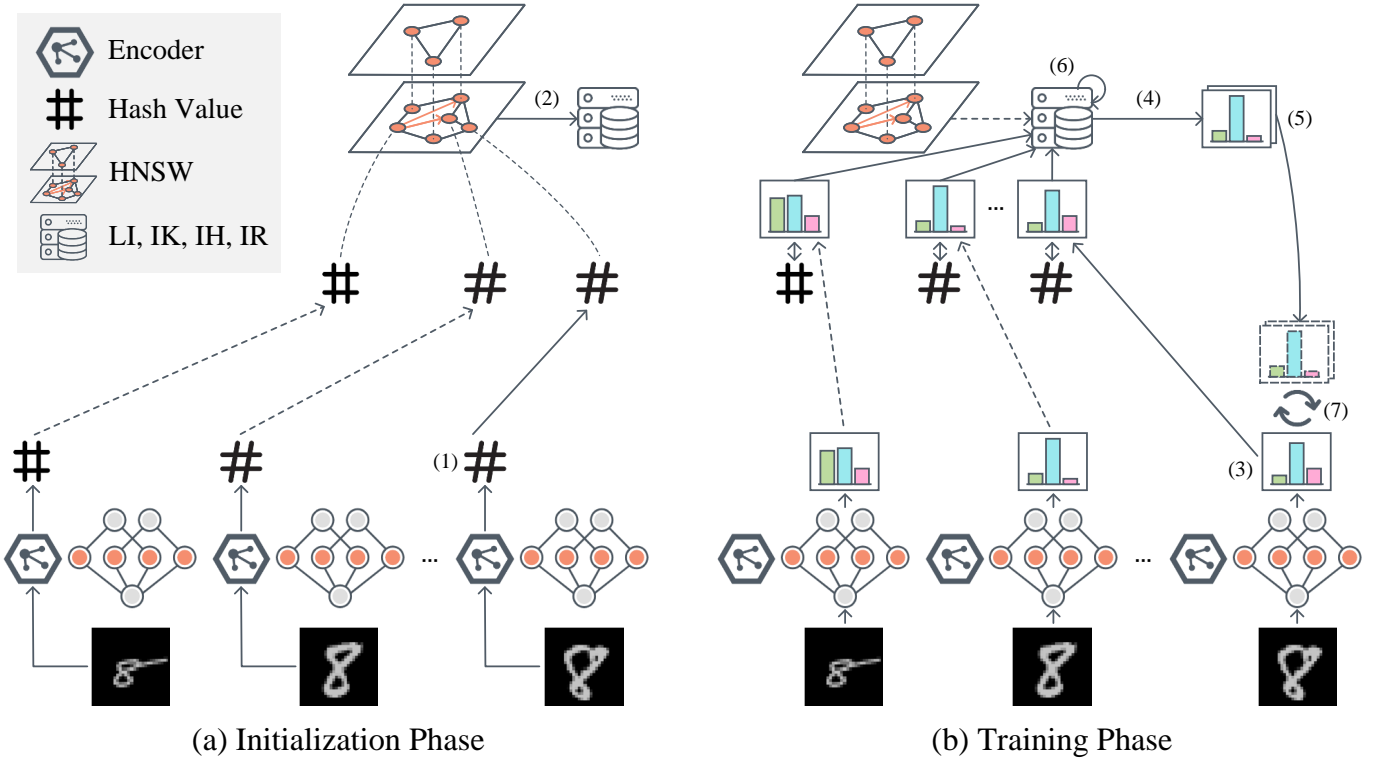 Encoder
Hash Value
HNSW
LI, IK, IH, IR
(2)
(1)
...
(a) Initialization Phase
(6)
(4)
(5)
...
(7)
(3)
...
(b) Training Phase